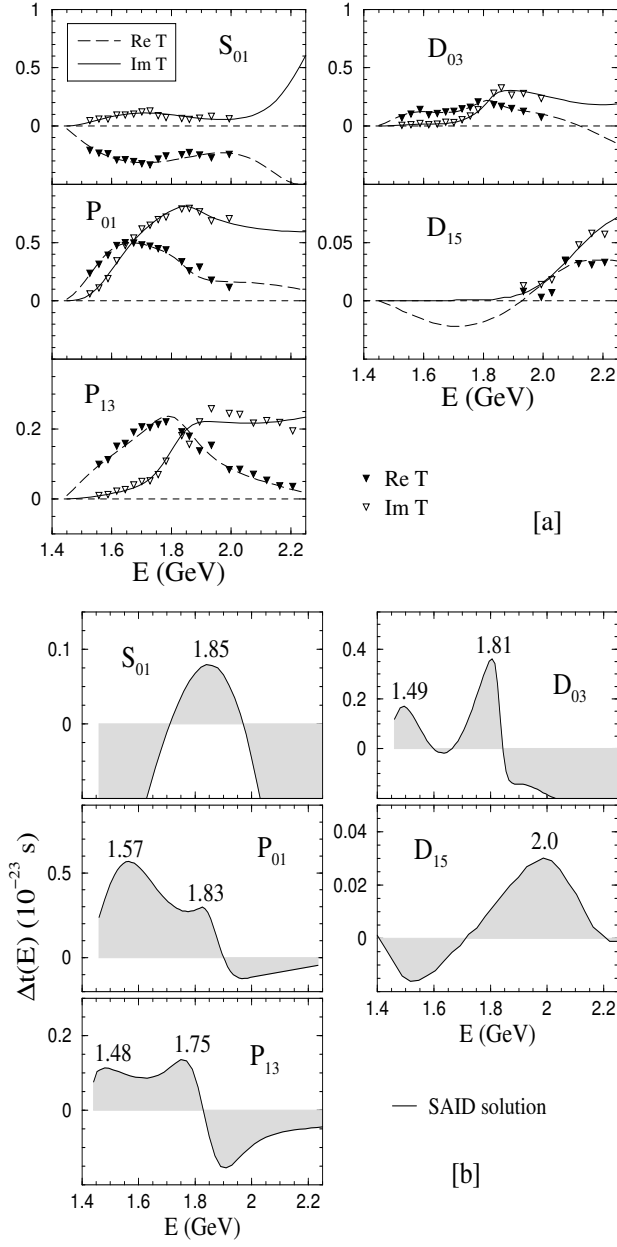 1
0.5
0
Re T
Im T
S01
D03
1
0.5
0
P01
0.05
0
D15
0.2
0
P13
1.4 1.6 1.8 2.0 2.2
E (GeV)
1.4 1.6 1.8 2.0 2.2
E (GeV)
Re T
Im T
[a]
0.1
0
S01
1.85
0.4
0.2
0
1.49
1.81
D03
0.5
0
1.57
1.83
P01
0.04
0.02
0
D15
2.0
Δt(E) (10−23 s)
0.2
0
1.48
1.75
P13
1.4 1.6 1.8 2 2.2
E (GeV)
1.4 1.6 1.8 2 2.2
E (GeV)
SAID solution
[b]